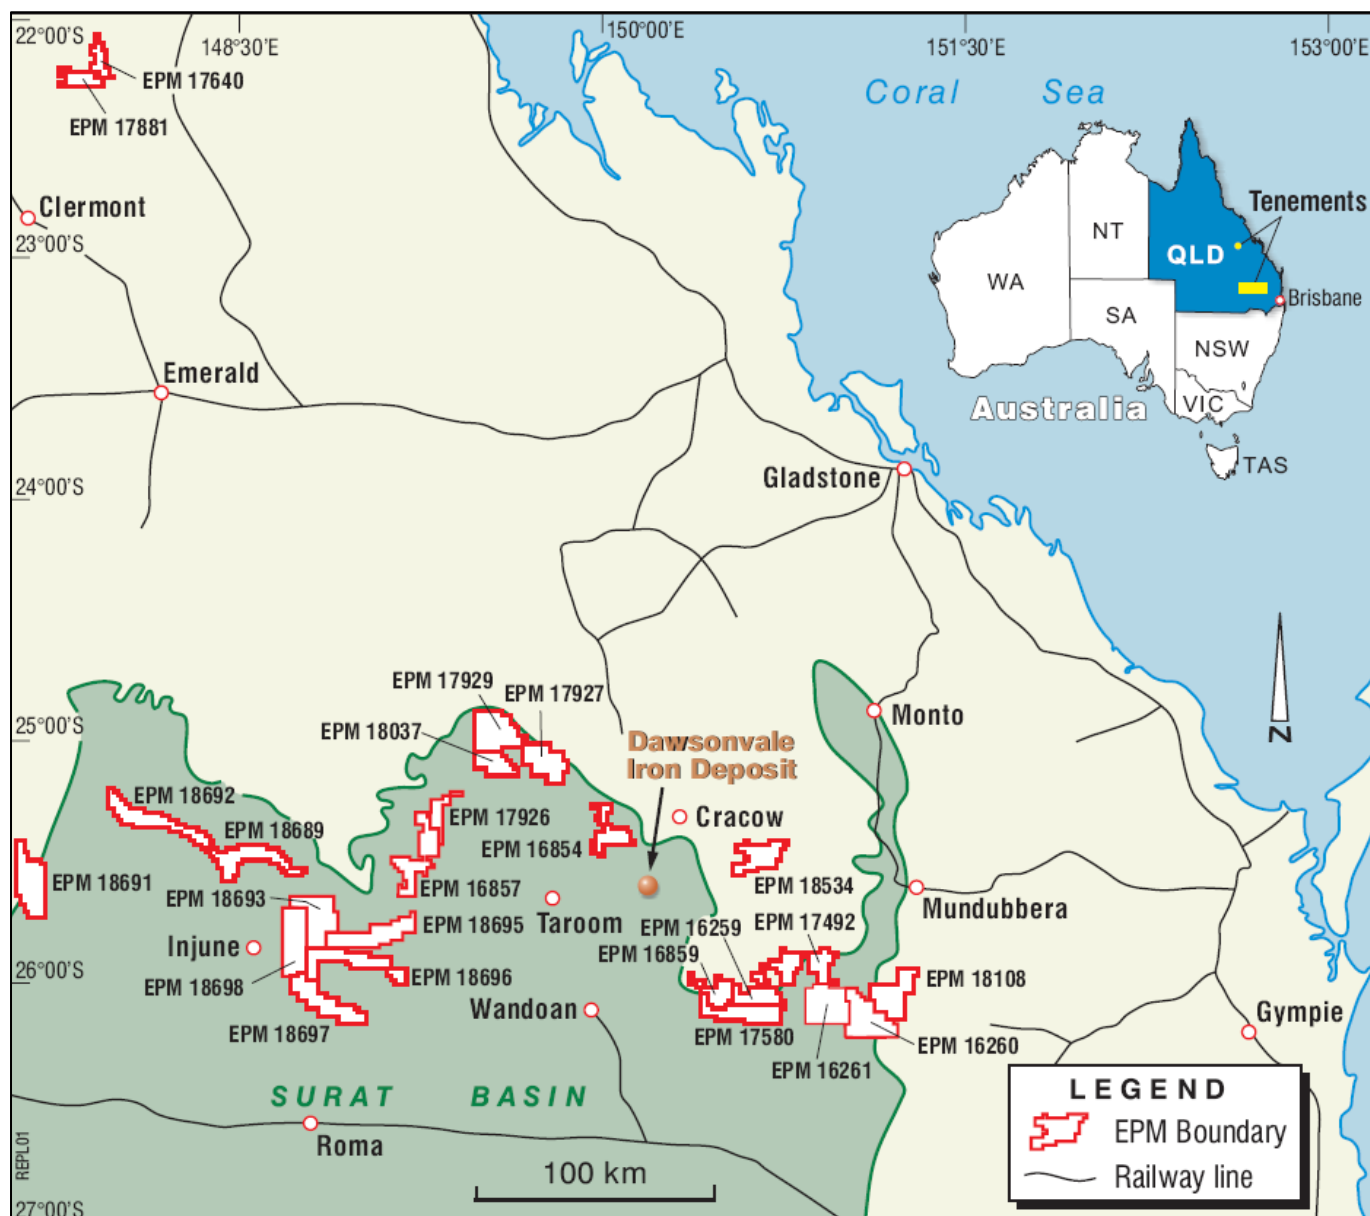 22°00'S
148°30'E
150°00'E
151°30'E
153°00'E
EPM 17640
EPM 17881
Coral Sea
Clermont
23°00'S
Tenements
NT
QLD
WA
Brisbane
SA
NSW
VIC
Australia
TAS
Emerald
Gladstone
24°00'S
EPM 17929
EPM 17927
EPM 18037
25°00'S
Monto
Dawsonvale
Iron Deposit
N
EPM 18692
EPM 17926
Cracow
EPM 18689
EPM 16854
EPM 18691
EPM 16857
EPM 18534
EPM 18693
Mundubbera
EPM 18695
Taroom
EPM 17492
EPM 16259
Injune
EPM 16859
26°00'S
EPM 18696
EPM 18698
EPM 18108
Wandoan
Gympie
EPM 18697
EPM 17580
EPM 16260
EPM 16261
SURAT BASIN
LEGEND
EPM Boundary
Railway line
Roma
REPL01
100 km
27°00'S